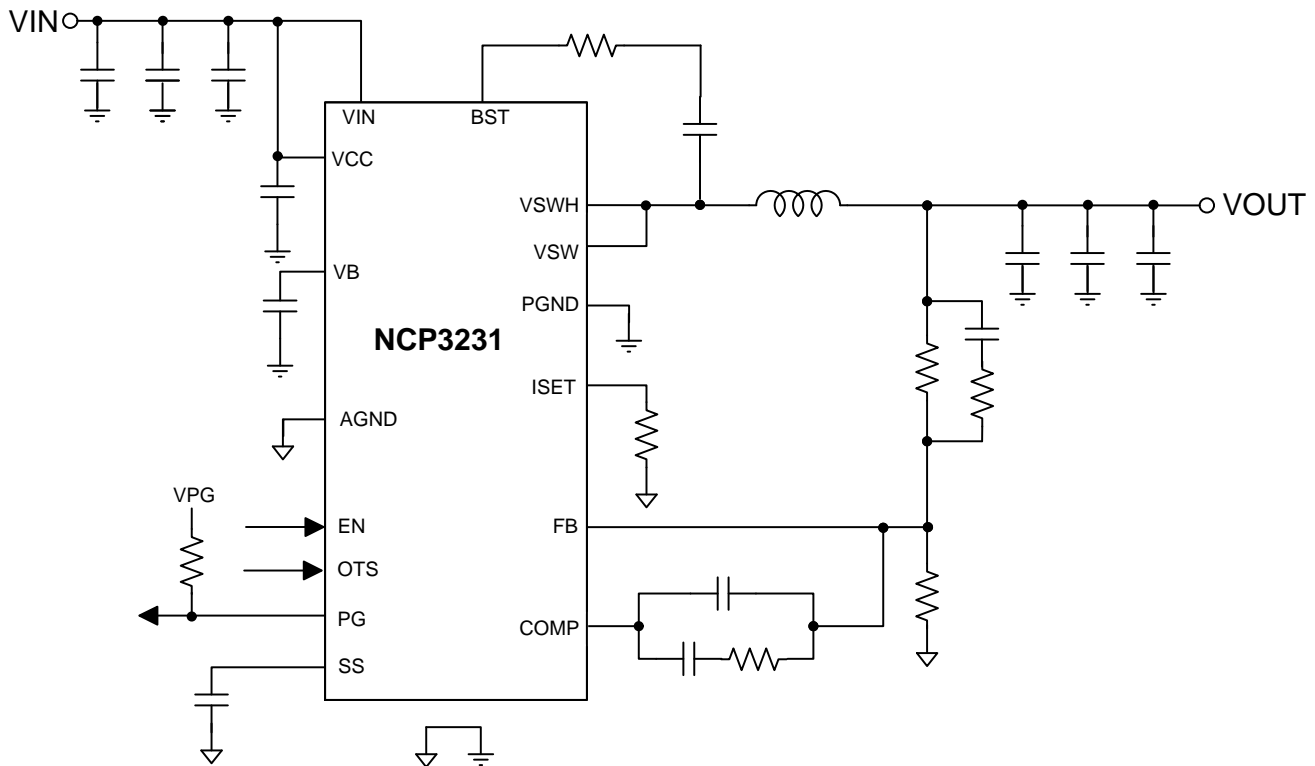 VIN
VIN
BST
VCC
VSWH
VOUT
VSW
VB
PGND
NCP3231
ISET
AGND
VPG
EN
FB
OTS
PG
COMP
SS